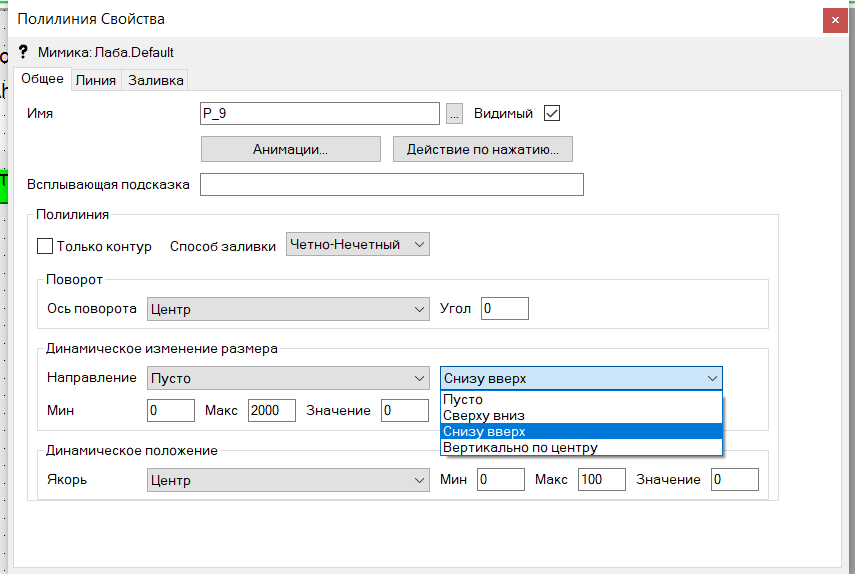 Полилиния Свойства
? Мимика: Лаба.Default
Общее Линия Заливка
Имя P_9 ... Видимый
Анимации... Действие по нажатию...
Всплывающая подсказка
Полилиния
Только контур Способ заливки Четно-Нечетный
Поворот
Ось поворота Центр Угол 0
Динамическое изменение размера
Направление Пусто Снизу вверх
Пусто
Сверху вниз
Мин 0 Макс 2000 Значение 0
Снизу вверх
Вертикально по центру
Динамическое положение
Якорь Центр Мин 0 Макс 100 Значение 0